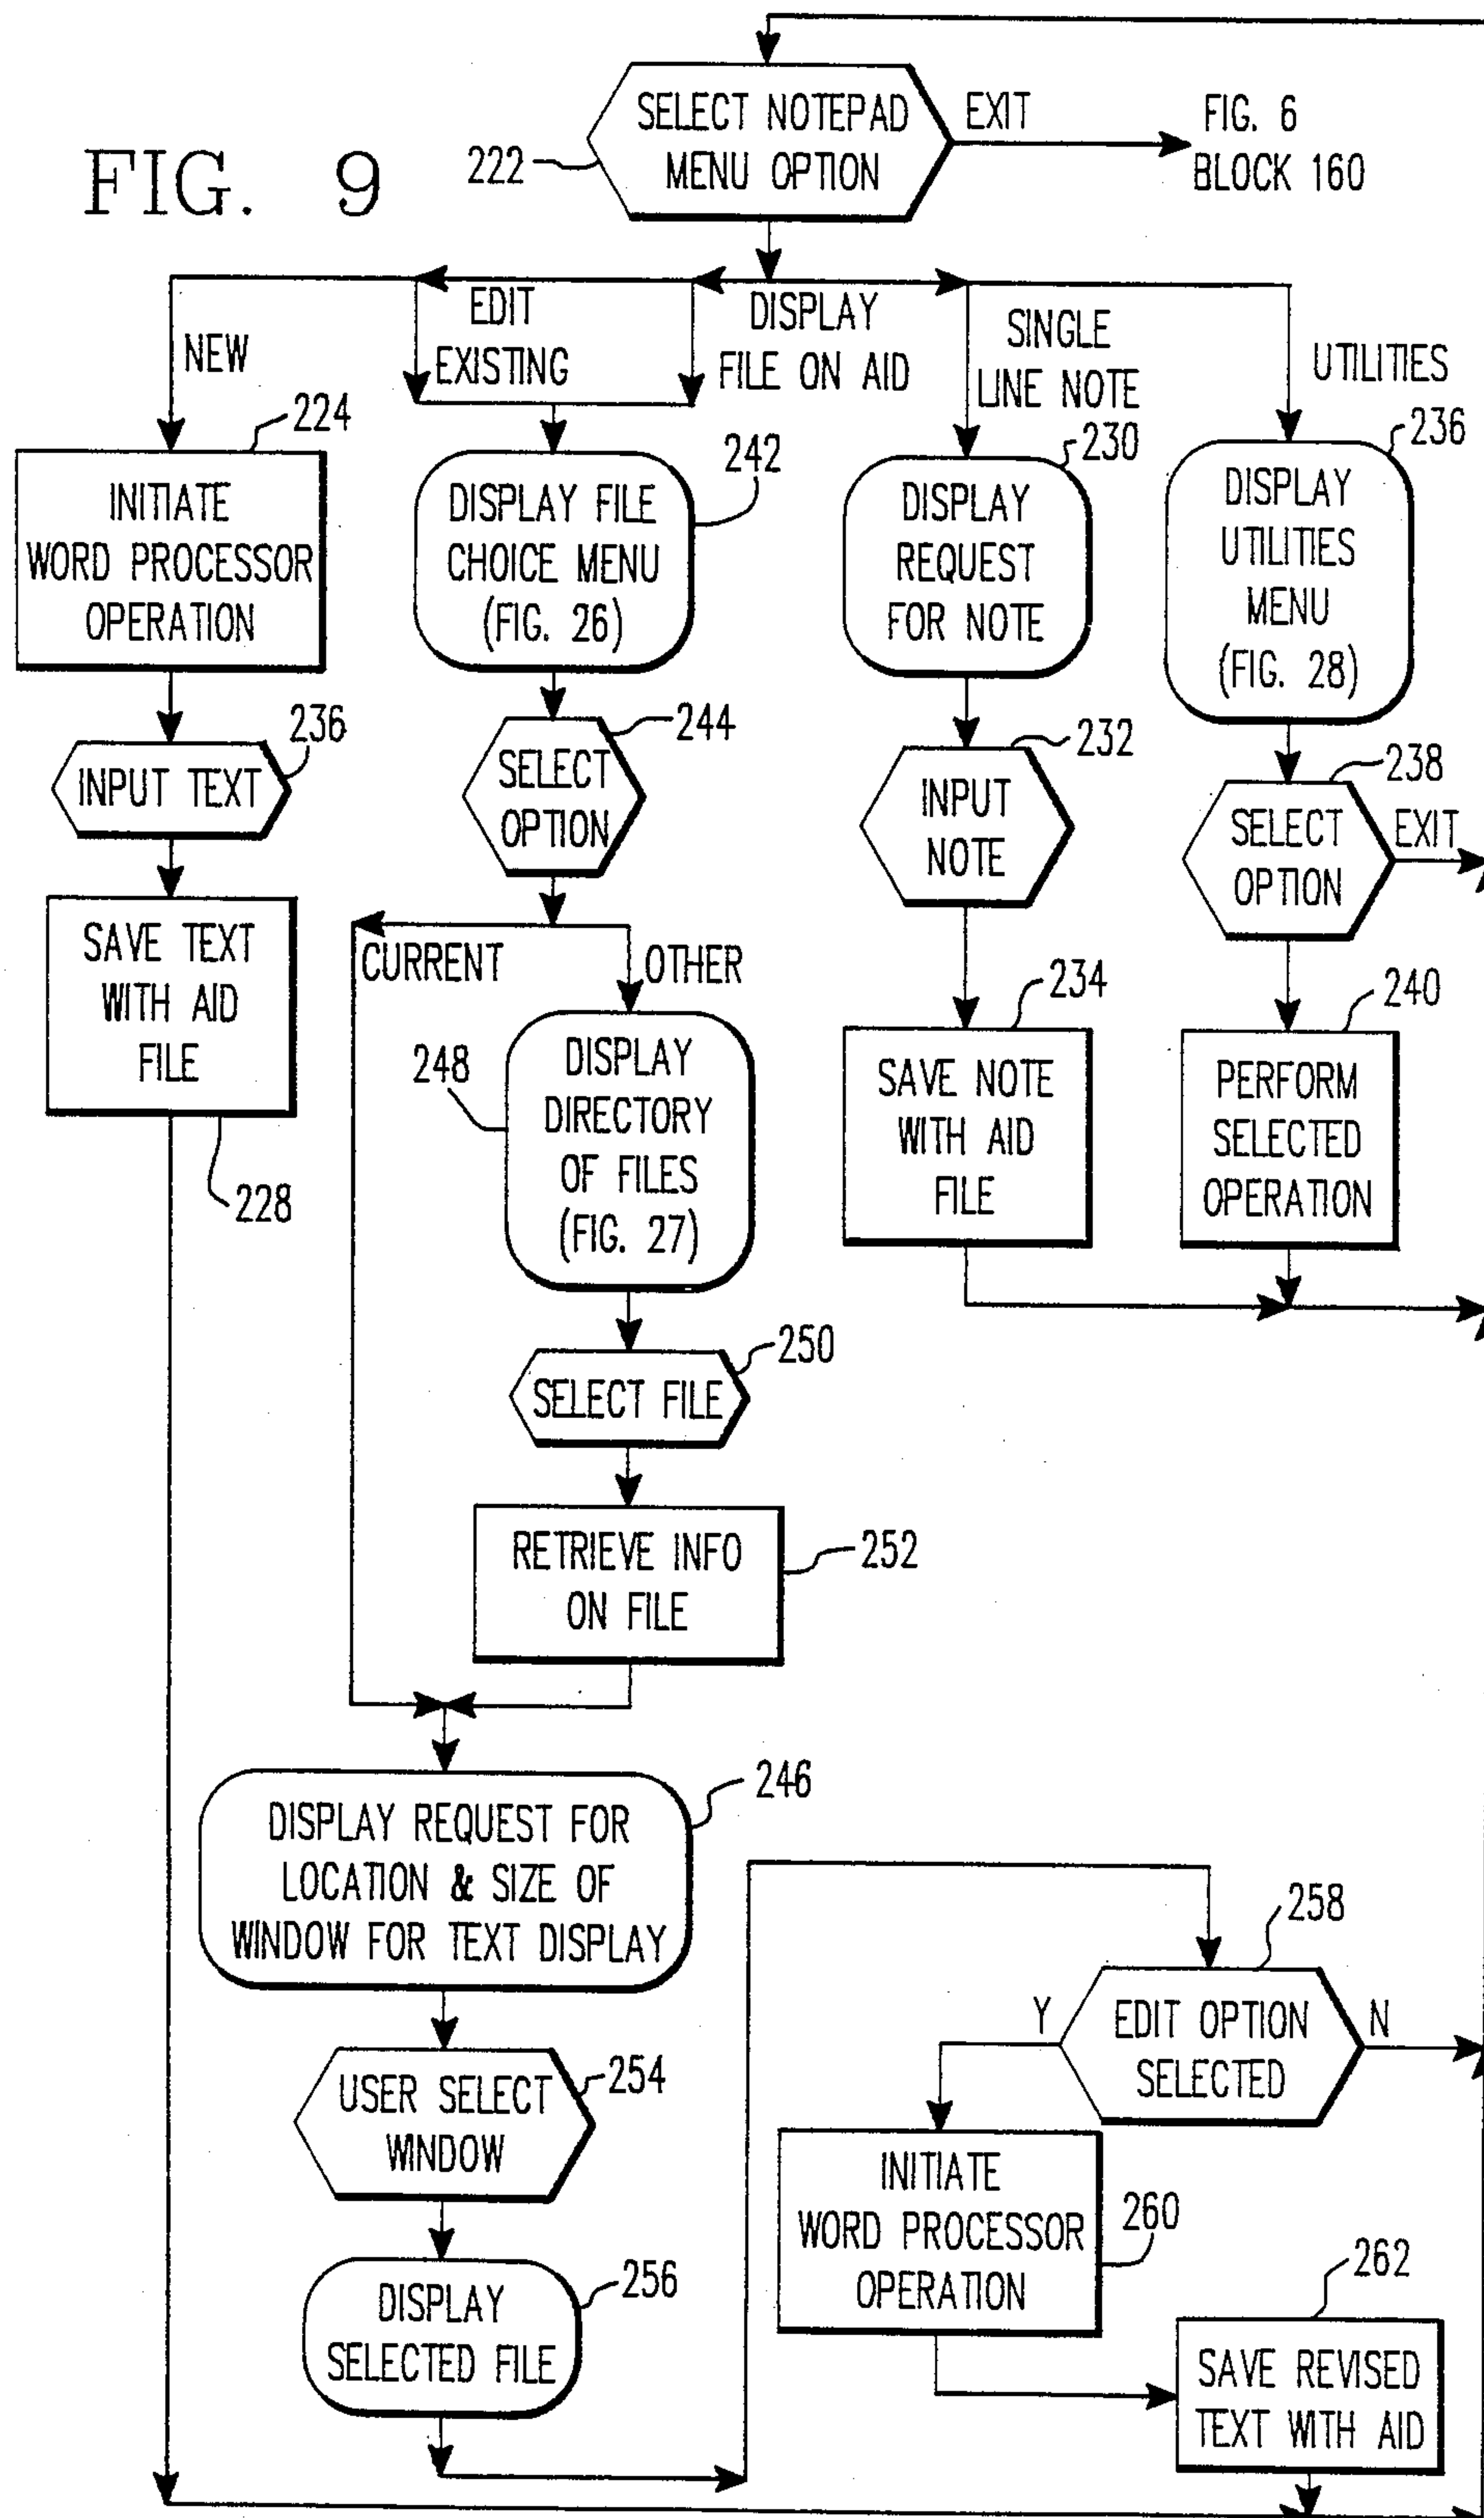 FIG. 9
SELECT NOTEPAD
MENU OPTION
222
EXIT
FIG. 6
BLOCK 160
NEW
EDIT
EXISTING
DISPLAY
FILE ON AID
SINGLE
LINE NOTE
UTILITIES
224
INITIATE
WORD PROCESSOR
OPERATION
242
DISPLAY FILE
CHOICE MENU
(FIG. 26)
230
DISPLAY
REQUEST
FOR NOTE
236
DISPLAY
UTILITIES
MENU
(FIG. 28)
236
INPUT TEXT
244
SELECT
OPTION
232
INPUT
NOTE
238
SELECT
OPTION
EXIT
SAVE TEXT
WITH AID
FILE
228
CURRENT
OTHER
248
DISPLAY
DIRECTORY
OF FILES
(FIG. 27)
234
SAVE NOTE
WITH AID
FILE
240
PERFORM
SELECTED
OPERATION
250
SELECT FILE
RETRIEVE INFO
ON FILE
252
246
DISPLAY REQUEST FOR
LOCATION & SIZE OF
WINDOW FOR TEXT DISPLAY
254
USER SELECT
WINDOW
256
DISPLAY
SELECTED FILE
258
Y
EDIT OPTION
SELECTED
N
INITIATE
WORD PROCESSOR
OPERATION
260
262
SAVE REVISED
TEXT WITH AID